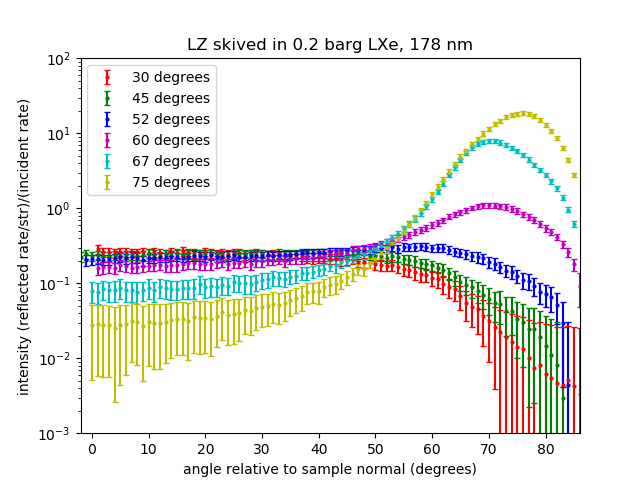 LZ skived in 0.2 barg LXe, 178 nm
intensity (reflected rate/str)/(incident rate)
10²
10¹
10⁰
10⁻¹
10⁻²
10⁻³
30 degrees
45 degrees
52 degrees
60 degrees
67 degrees
75 degrees
0 10 20 30 40 50 60 70 80
angle relative to sample normal (degrees)